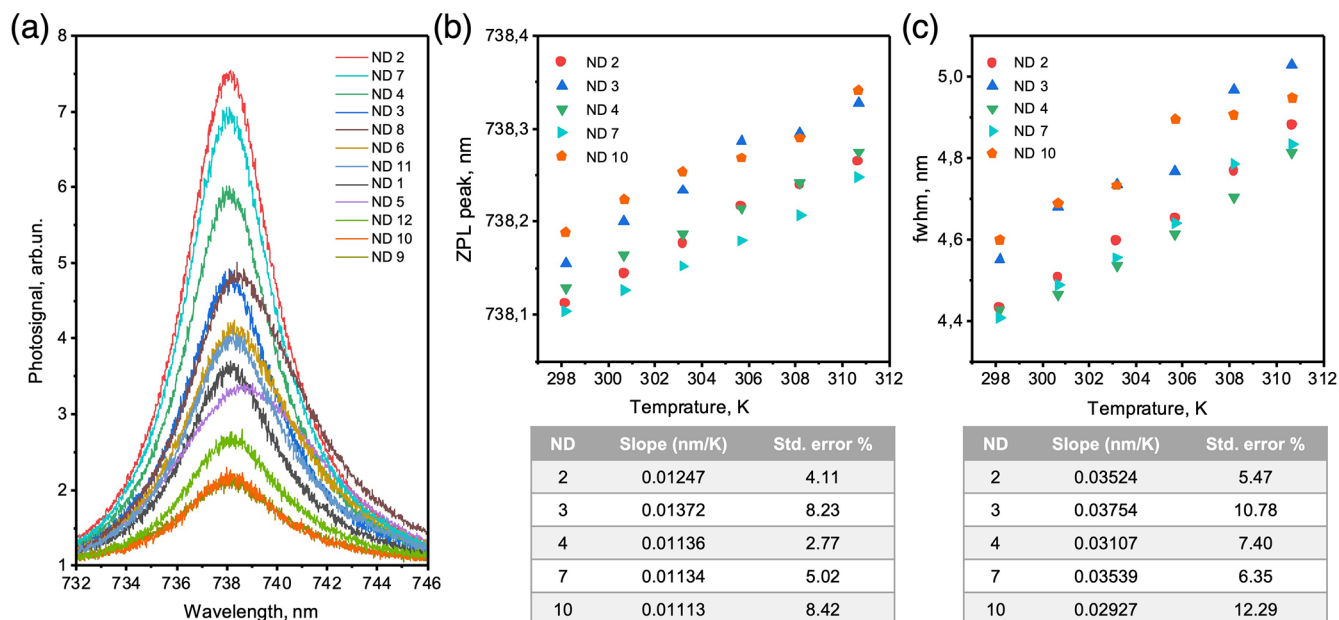 (a)
8
7
6
5
4
3
2
1
Photosignal, arb.un.
732 734 736 738 740 742 744 746
Wavelength, nm
ND 2
ND 7
ND 4
ND 3
ND 8
ND 6
ND 11
ND 1
ND 5
ND 12
ND 10
ND 9
(b)
738,4
738,3
738,2
738,1
ZPL peak, nm
ND 2
ND 3
ND 4
ND 7
ND 10
298 300 302 304 306 308 310 312
Temprature, K
ND Slope (nm/K) Std. error %
2 0.01247 4.11
3 0.01372 8.23
4 0.01136 2.77
7 0.01134 5.02
10 0.01113 8.42
(c)
5,0
4,8
4,6
4,4
fwhm, nm
ND 2
ND 3
ND 4
ND 7
ND 10
298 300 302 304 306 308 310 312
Temprature, K
ND Slope (nm/K) Std. error %
2 0.03524 5.47
3 0.03754 10.78
4 0.03107 7.40
7 0.03539 6.35
10 0.02927 12.29